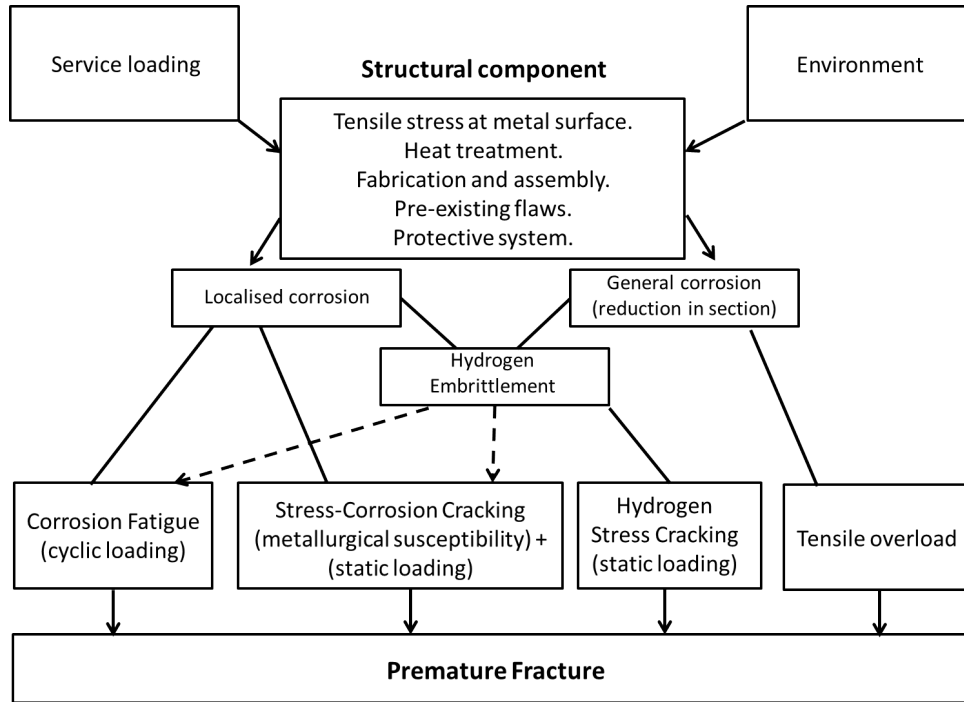 Service loading
Structural component
Environment
Tensile stress at metal surface.
Heat treatment.
Fabrication and assembly.
Pre-existing flaws.
Protective system.
Localised corrosion
General corrosion
(reduction in section)
Hydrogen
Embrittlement
Corrosion Fatigue
(cyclic loading)
Stress-Corrosion Cracking
(metallurgical susceptibility) +
(static loading)
Hydrogen
Stress Cracking
(static loading)
Tensile overload
Premature Fracture